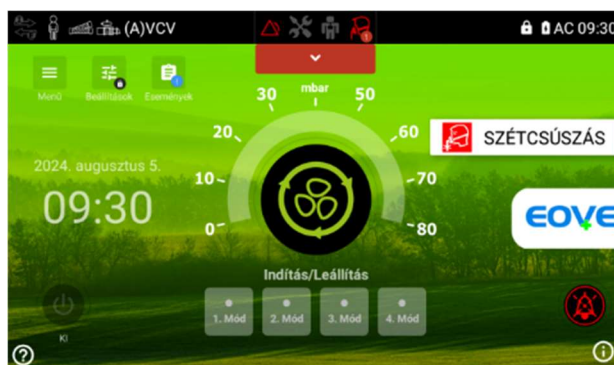 (A)VCV
AC 09:30
1
Menü
Beállítások
Események
mbar
30
50
20
60
SZÉTCSÚSZÁS
2024. augusztus 5.
10
70
09:30
EOVE
0
80
Indítás/Leállítás
1. Mód
2. Mód
3. Mód
4. Mód
KI